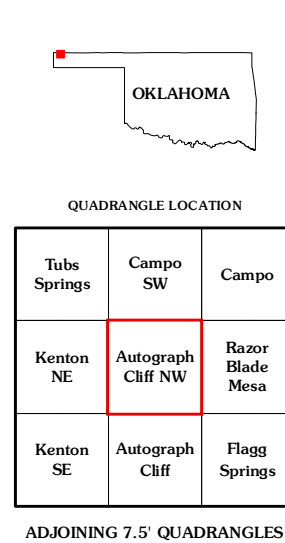 OKLAHOMA
QUADRANGLE LOCATION
Tubs
Springs
Campo
SW
Campo
Kenton
NE
Autograph
Cliff NW
Razor
Blade
Mesa
Kenton
SE
Autograph
Cliff
Flagg
Springs
ADJOINING 7.5' QUADRANGLES